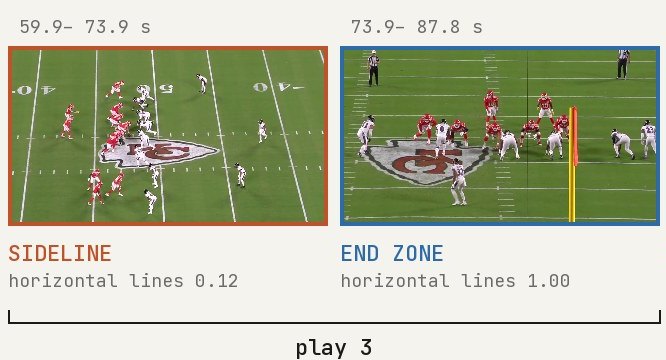 59.9– 73.9 s
73.9– 87.8 s
SIDELINE
horizontal lines 0.12
END ZONE
horizontal lines 1.00
play 3